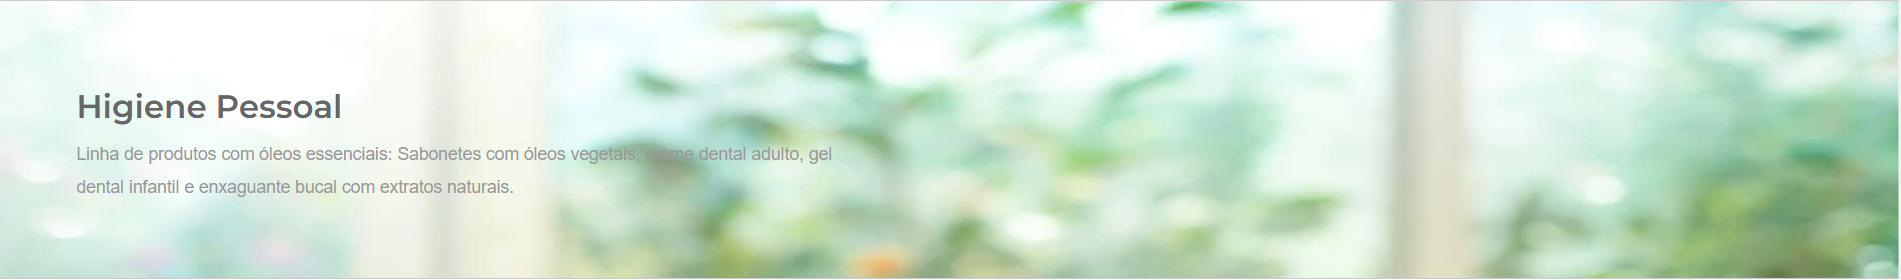 Higiene Pessoal
Linha de produtos com óleos essenciais: Sabonetes com óleos vegetais, creme dental adulto, gel
dental infantil e enxaguante bucal com extratos naturais.